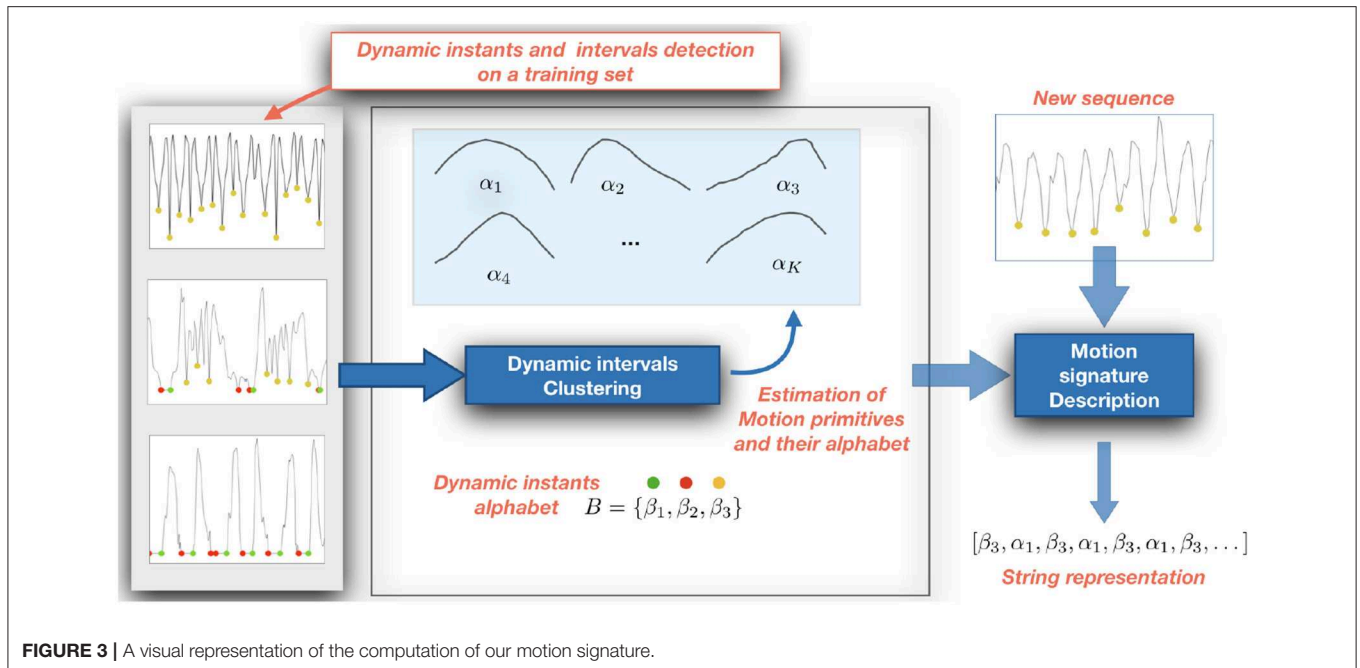 Dynamic instants and intervals detection
on a training set
α₁
α₂
α₃
α₄
...
α_K
Dynamic intervals
Clustering
Estimation of
Motion primitives
and their alphabet
Dynamic instants
alphabet B = {β₁, β₂, β₃}
New sequence
Motion
signature
Description
[β₃, α₁, β₃, α₁, β₃, α₁, β₃, . . . ]
String representation
FIGURE 3 | A visual representation of the computation of our motion signature.